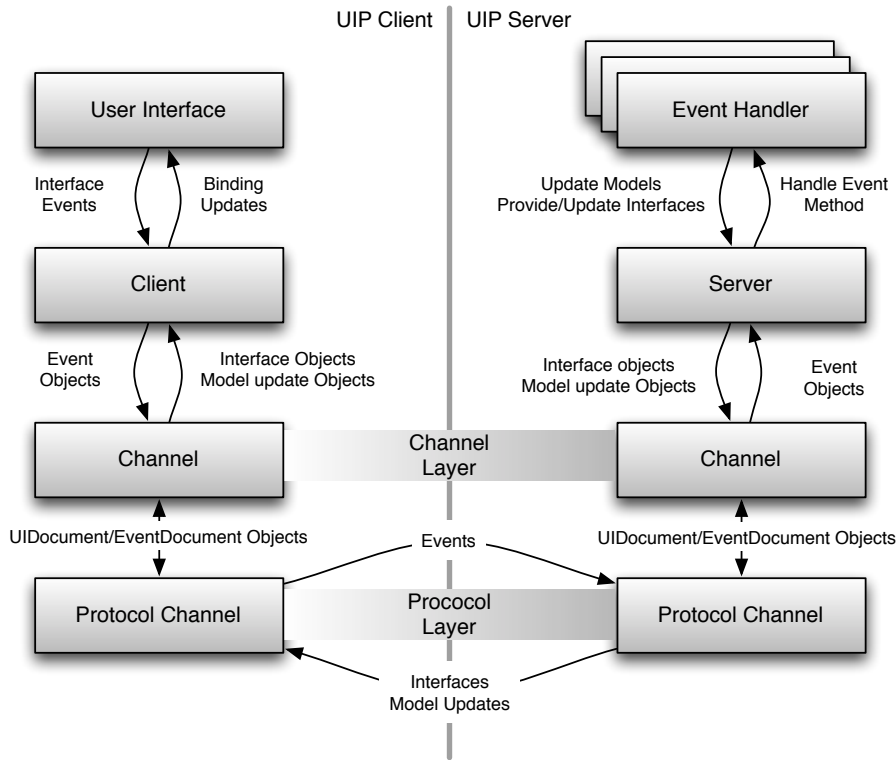 UIP Client
UIP Server
User Interface
Event Handler
Interface
Events
Binding
Updates
Update Models
Provide/Update Interfaces
Handle Event
Method
Client
Server
Event
Objects
Interface Objects
Model update Objects
Interface objects
Model update Objects
Event
Objects
Channel
Channel
Layer
Channel
UIDocument/EventDocument Objects
Events
UIDocument/EventDocument Objects
Protocol Channel
Prococol
Layer
Protocol Channel
Interfaces
Model Updates